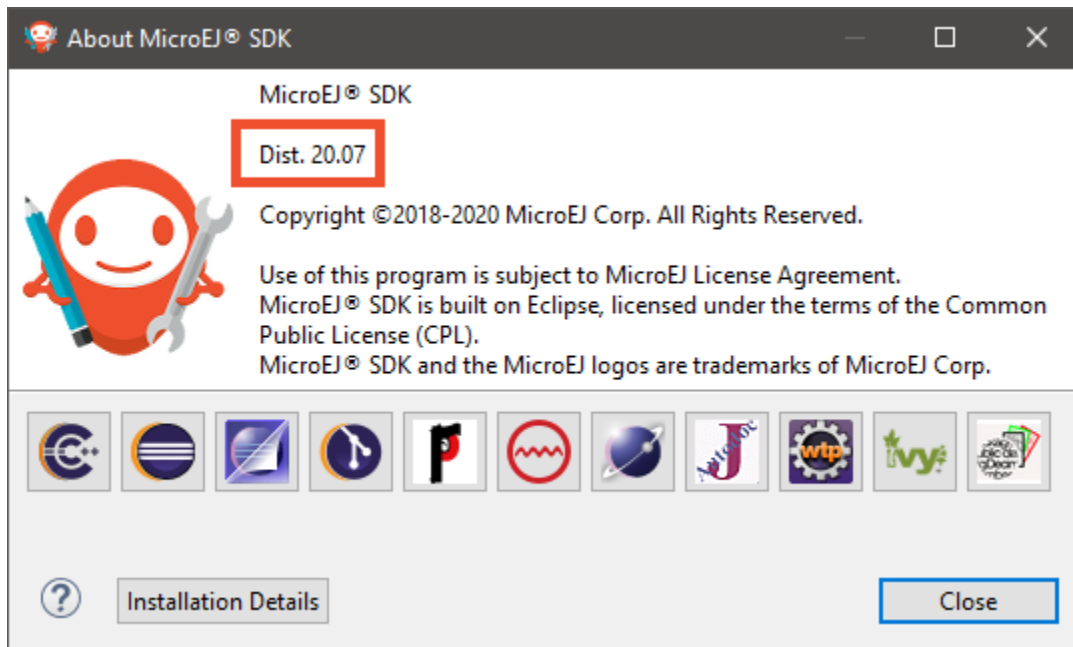 About MicroEJ® SDK
MicroEJ® SDK
Dist. 20.07
Copyright ©2018-2020 MicroEJ Corp. All Rights Reserved.
Use of this program is subject to MicroEJ License Agreement.
MicroEJ® SDK is built on Eclipse, licensed under the terms of the Common
Public License (CPL).
MicroEJ® SDK and the MicroEJ logos are trademarks of MicroEJ Corp.
Autodoc
J
wtp
ivy
?
Installation Details
Close